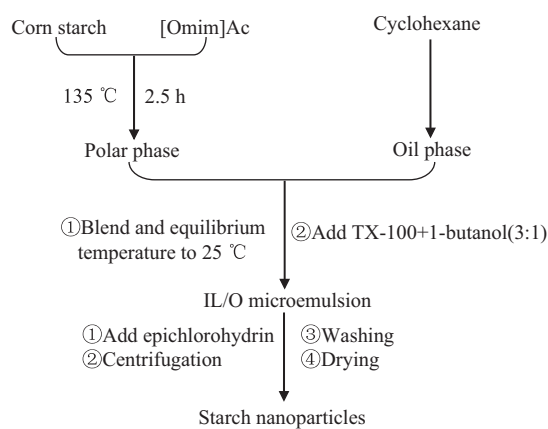 Corn starch [Omim]Ac Cyclohexane
135 ℃ 2.5 h
Polar phase Oil phase
①Blend and equilibrium
temperature to 25 ℃
②Add TX-100+1-butanol(3:1)
IL/O microemulsion
①Add epichlorohydrin
②Centrifugation
③Washing
④Drying
Starch nanoparticles